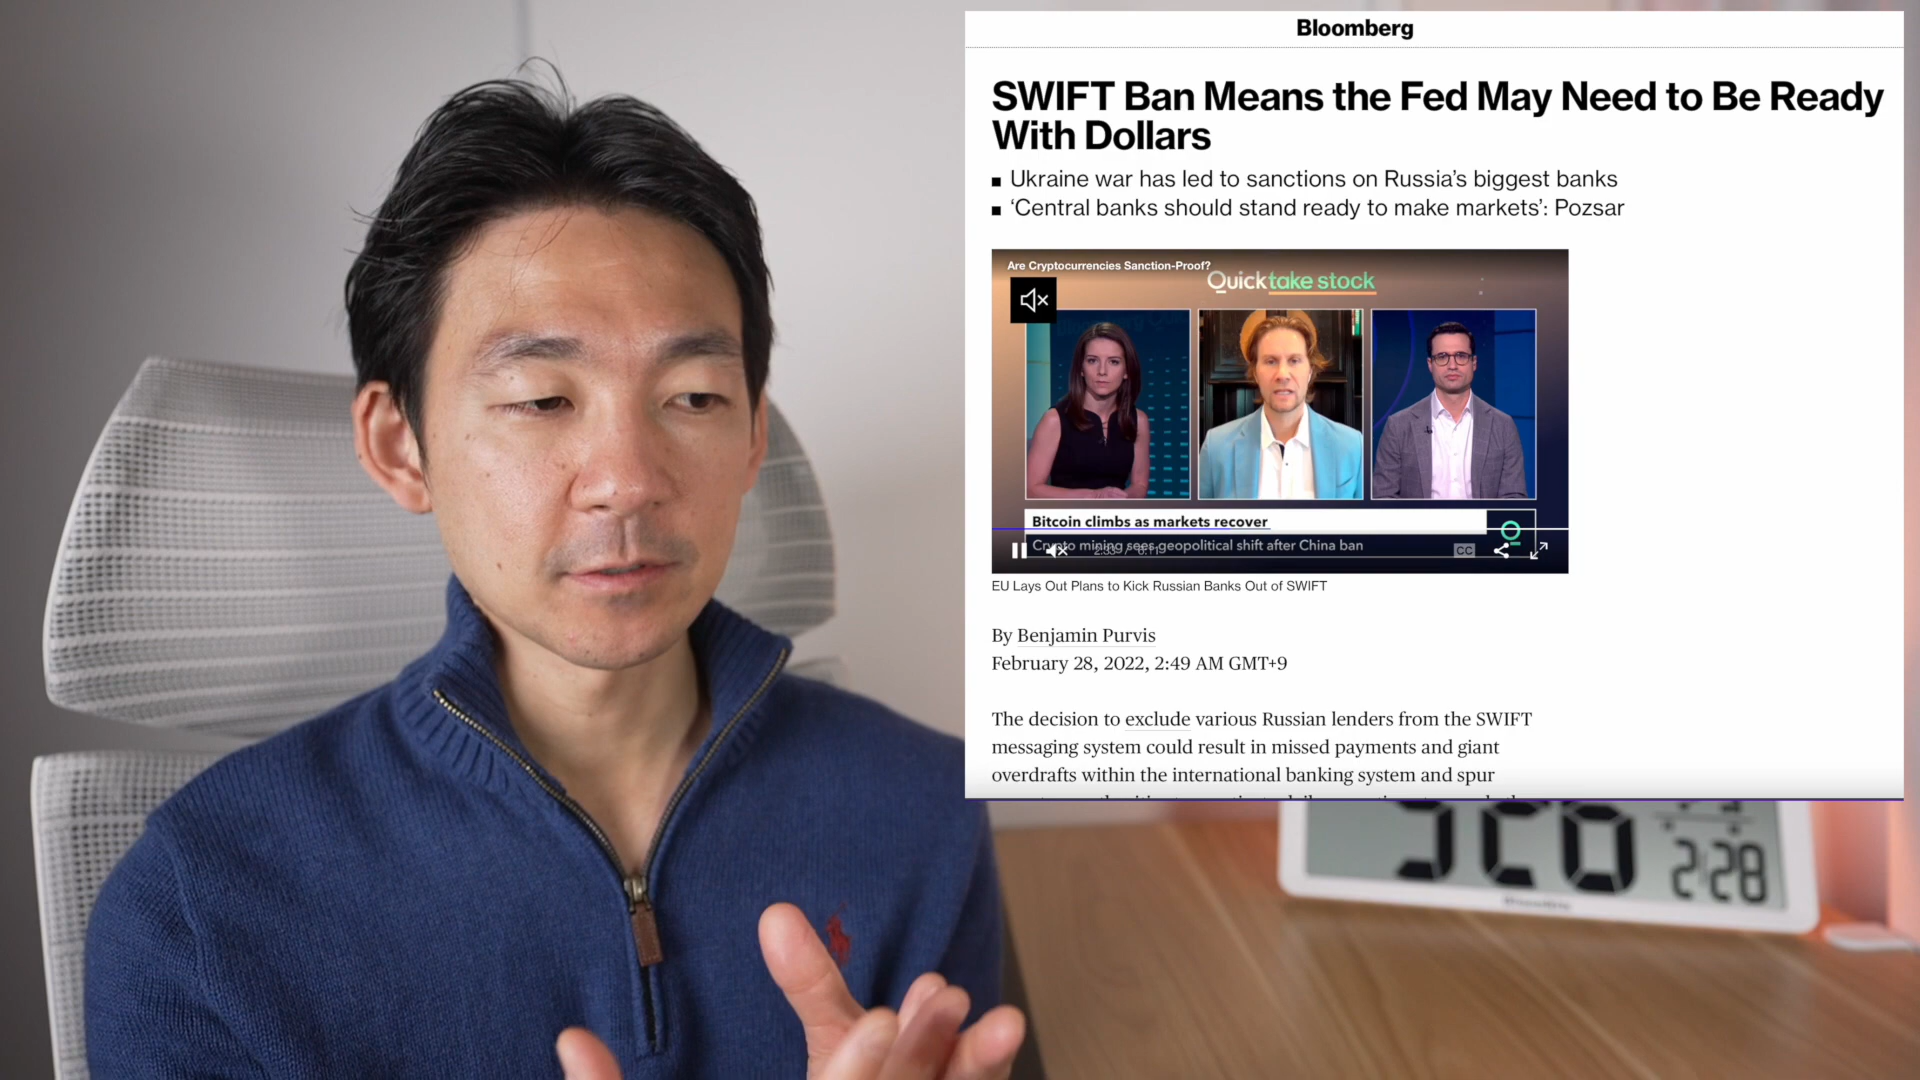 Bloomberg
SWIFT Ban Means the Fed May Need to Be Ready
With Dollars
Ukraine war has led to sanctions on Russia's biggest banks
'Central banks should stand ready to make markets': Pozsar
Are Cryptocurrencies Sanction-Proof?
Quicktake stock
Bitcoin climbs as markets recover
Crypto mining sees geopolitical shift after China ban
CC
EU Lays Out Plans to Kick Russian Banks Out of SWIFT
By Benjamin Purvis
February 28, 2022, 2:49 AM GMT+9
The decision to exclude various Russian lenders from the SWIFT
messaging system could result in missed payments and giant
overdrafts within the international banking system and spur
2.28